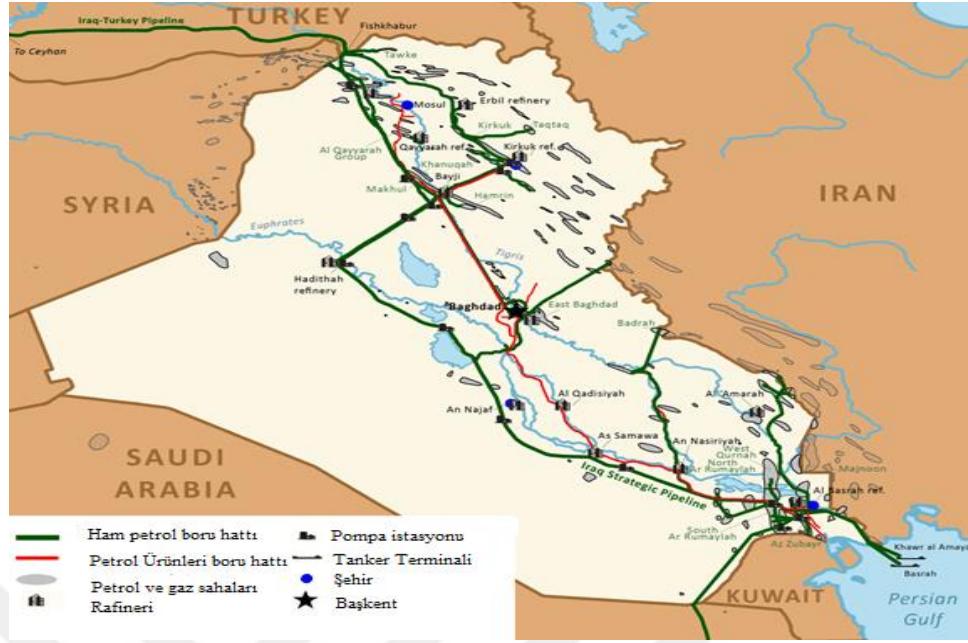 TURKEY
Iraq-Turkey Pipeline
Fishkhabur
To Ceyhan
Tawke
Mosul
Erbil refinery
Kirkuk
Taqtaq
Al Qayyarah
Group
Qayyarah ref.
Kirkuk ref.
Khanuqah
Bayji
Makhul
Hamrin
SYRIA
IRAN
Euphrates
Tigris
Hadithah
refinery
Baghdad
East Baghdad
Badrah
An Najaf
Al Qadisiyah
Al Amarah
As Samawa
An Nasiriyah
West
Qurnah
North
Ar Rumaylah
Majnoon
Iraq Strategic Pipeline
Al Basrah ref.
SAUDI
ARABIA
South
Ar Rumaylah
Az Zubayr
Khawr al Amaya
Basrah
KUWAIT
Persian
Gulf
Ham petrol boru hattı
Petrol Ürünleri boru hattı
Petrol ve gaz sahaları
Rafineri
Pompa istasyonu
Tanker Terminali
Şehir
Başkent